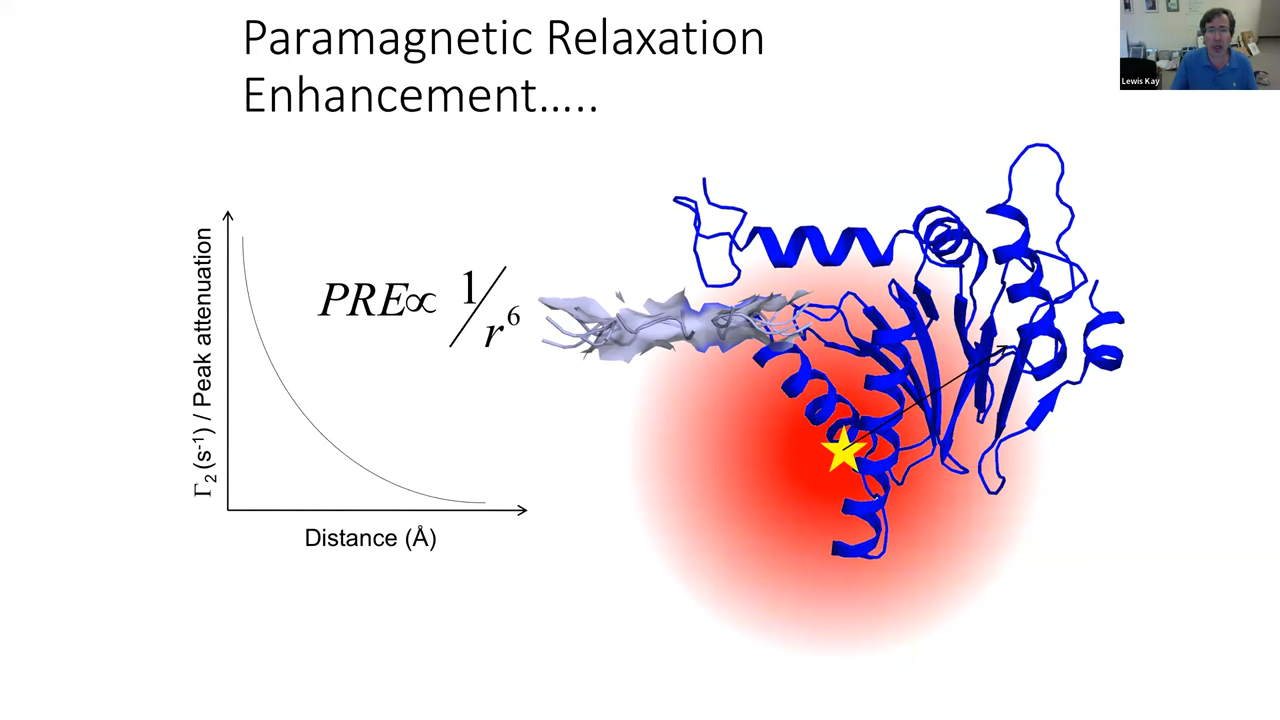 Paramagnetic Relaxation
Enhancement…..
Lewis Kay
PRE∝ 1/r⁶
Γ₂ (s⁻¹) / Peak attenuation
Distance (Å)